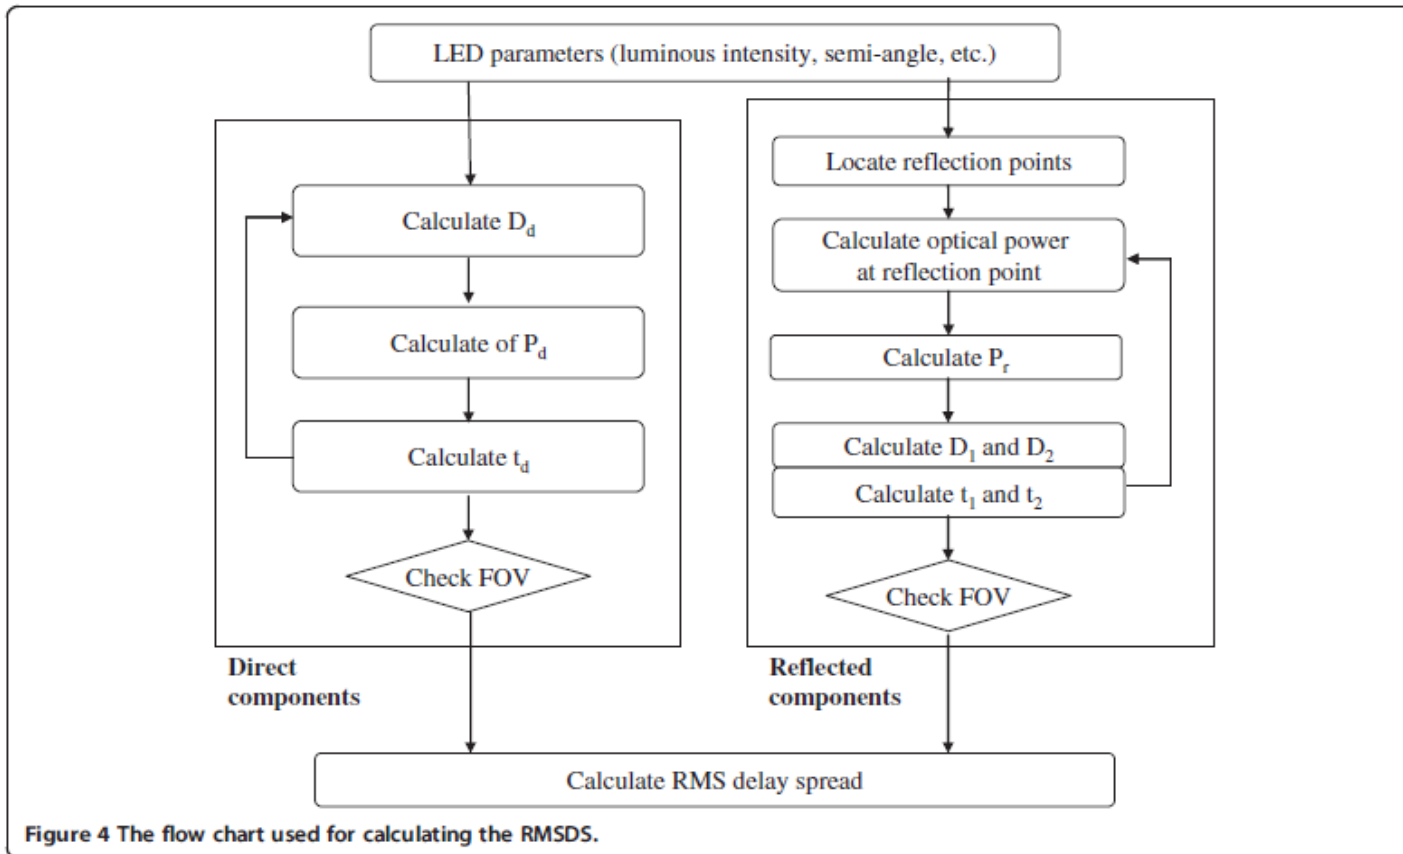 LED parameters (luminous intensity, semi-angle, etc.)
Calculate D_d
Calculate of P_d
Calculate t_d
Check FOV
Direct
components
Locate reflection points
Calculate optical power
at reflection point
Calculate P_r
Calculate D_1 and D_2
Calculate t_1 and t_2
Check FOV
Reflected
components
Calculate RMS delay spread
Figure 4 The flow chart used for calculating the RMSDS.